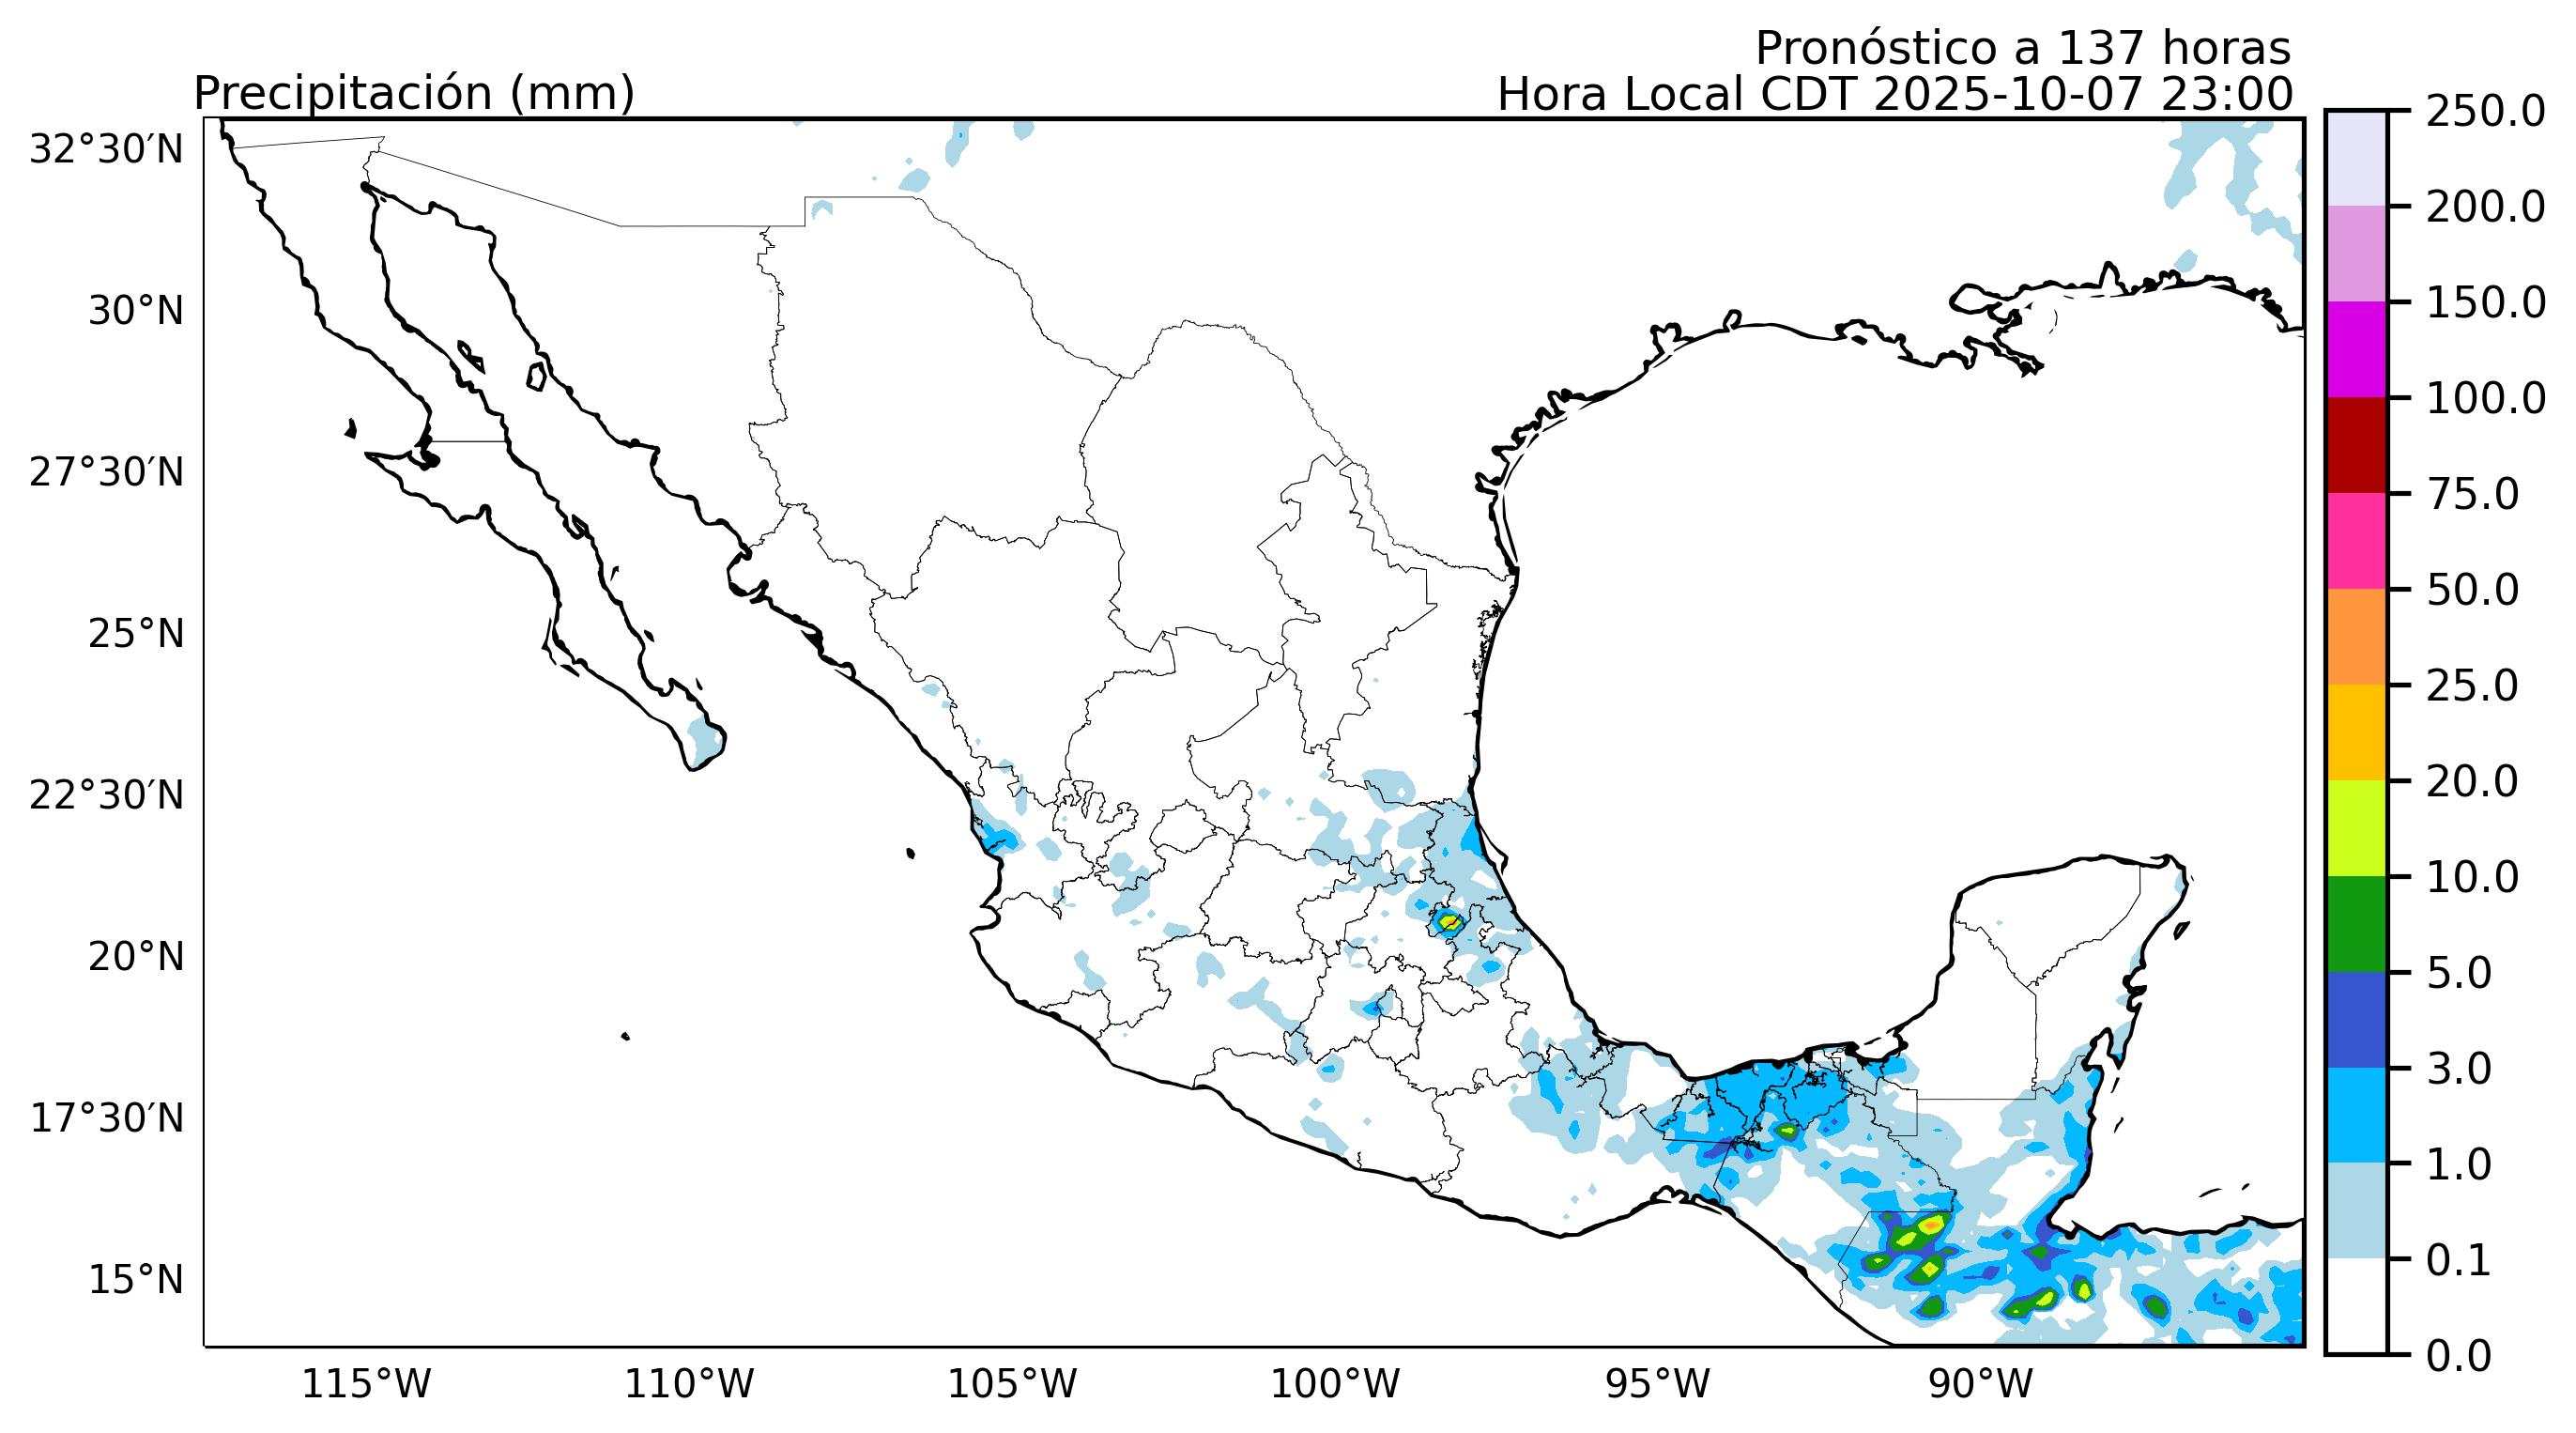 Pronóstico a 137 horas
Precipitación (mm)
Hora Local CDT 2025-10-07 23:00
32°30′N
30°N
27°30′N
25°N
22°30′N
20°N
17°30′N
15°N
115°W
110°W
105°W
100°W
95°W
90°W
250.0
200.0
150.0
100.0
75.0
50.0
25.0
20.0
10.0
5.0
3.0
1.0
0.1
0.0